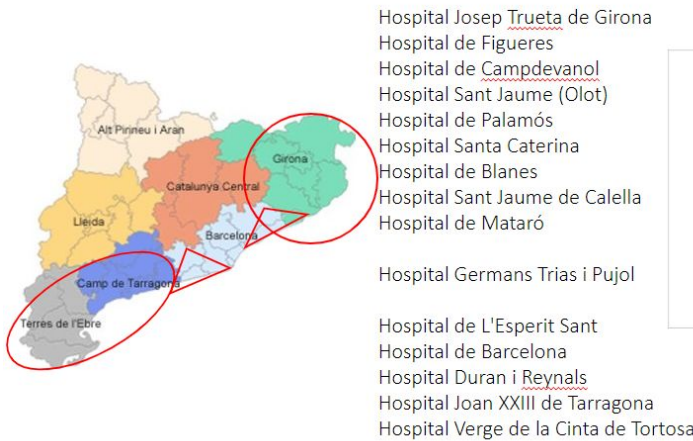 Alt Pirineu i Aran
Girona
Catalunya Central
Lleida
Barcelona
Camp de Tarragona
Terres de l'Ebre
Hospital Josep Trueta de Girona
Hospital de Figueres
Hospital de Campdevanol
Hospital Sant Jaume (Olot)
Hospital de Palamós
Hospital Santa Caterina
Hospital de Blanes
Hospital Sant Jaume de Calella
Hospital de Mataró
Hospital Germans Trias i Pujol
Hospital de L'Esperit Sant
Hospital de Barcelona
Hospital Duran i Reynals
Hospital Joan XXIII de Tarragona
Hospital Verge de la Cinta de Tortosa